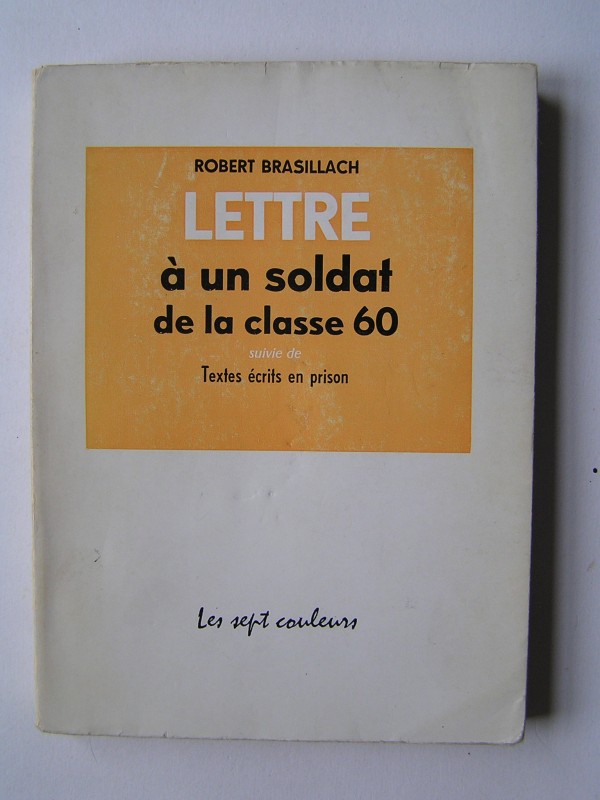 ROBERT BRASILLACH
LETTRE
à un soldat
de la classe 60
suivie de
Textes écrits en prison
Les sept couleurs